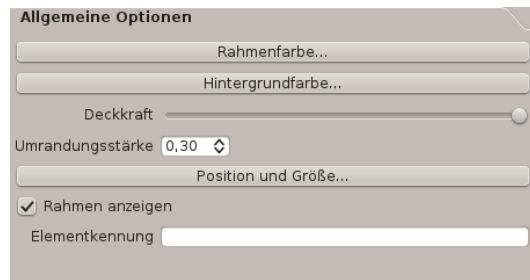 Allgemeine Optionen
Rahmenfarbe...
Hintergrundfarbe...
Deckkraft
Umrandungsstärke 0,30
Position und Größe...
Rahmen anzeigen
Elementkennung